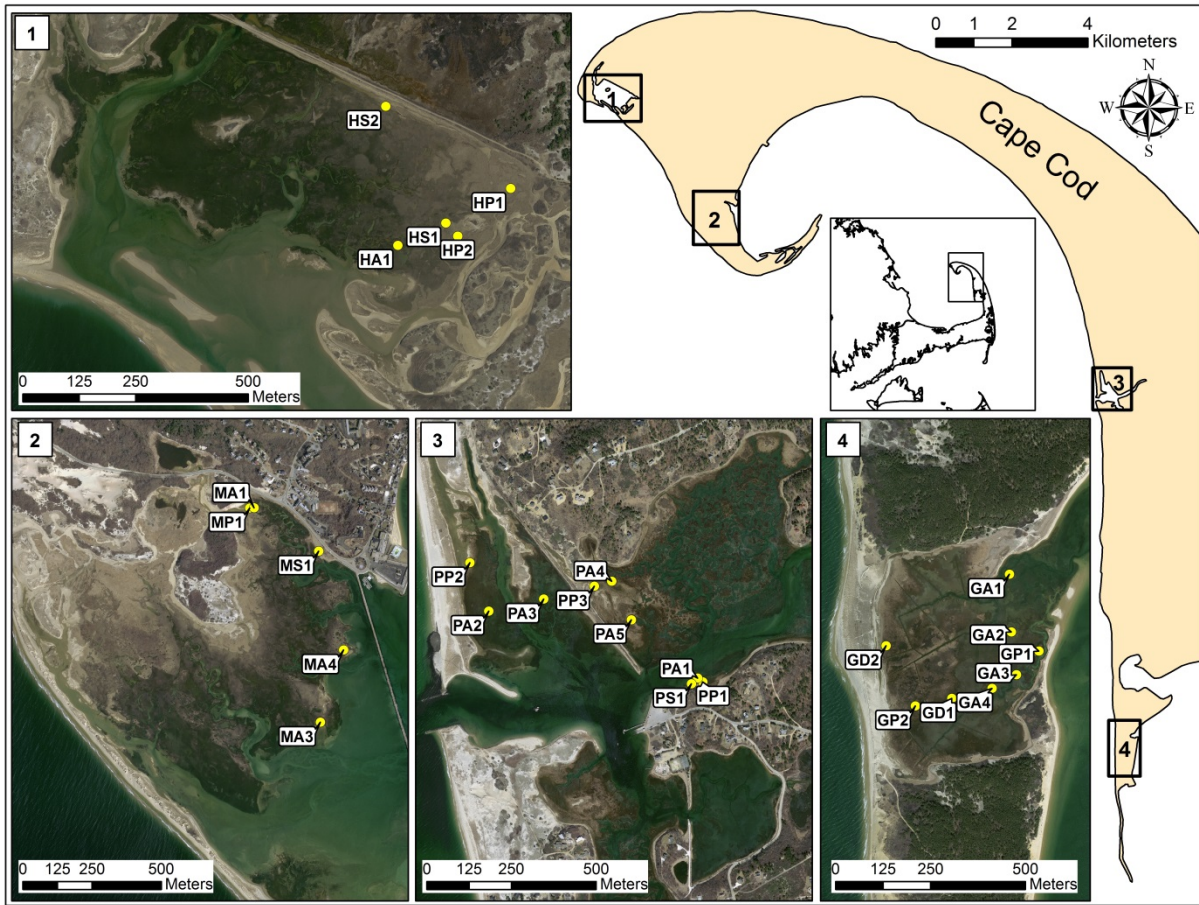 1
HS2
HP1
HS1
HP2
HA1
0 125 250 500
Meters
0 1 2 4
Kilometers
N
W E
S
Cape Cod
1
2
3
4
2
MA1
MP1
MS1
MA4
MA3
0 125 250 500
Meters
3
PP2
PA4
PP3
PA3
PA2
PA5
PA1
PS1
PP1
0 125 250 500
Meters
4
GA1
GA2
GP1
GD2
GA3
GA4
GP2
GD1
0 125 250 500
Meters